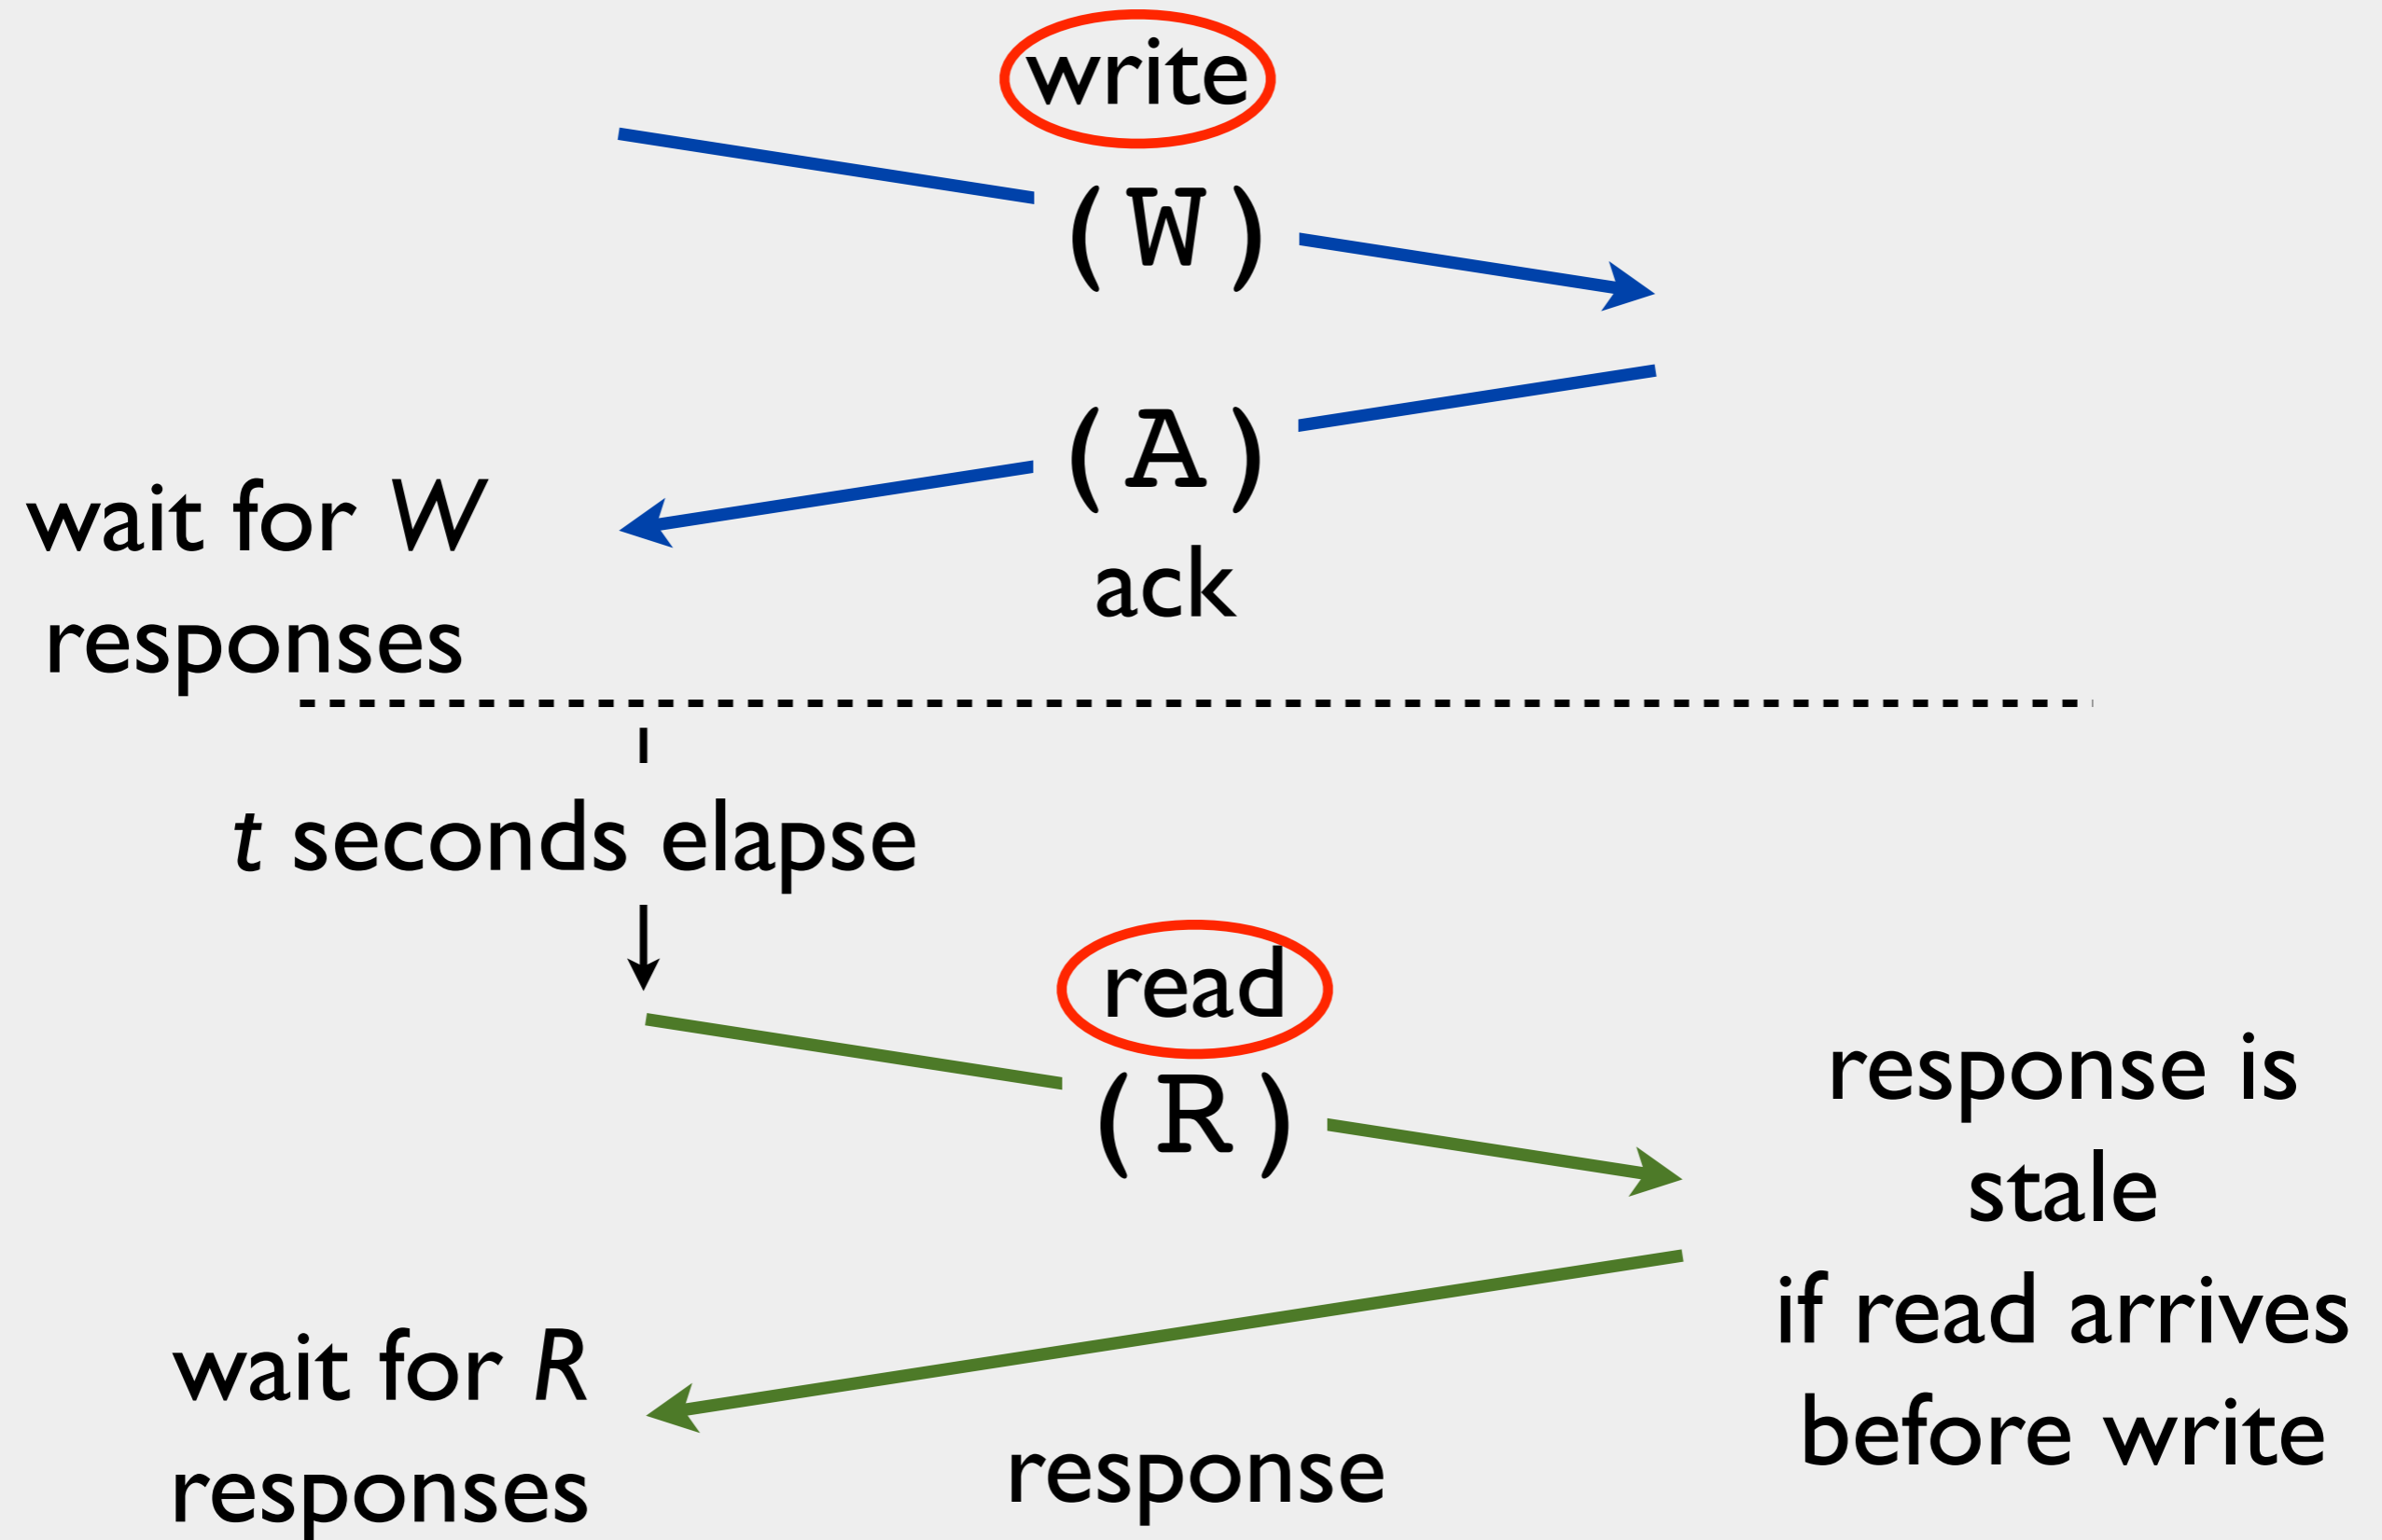 write
(W)
(A)
wait for W
ack
responses
t seconds elapse
read
(R)
response is
stale
if read arrives
before write
wait for R
responses
response